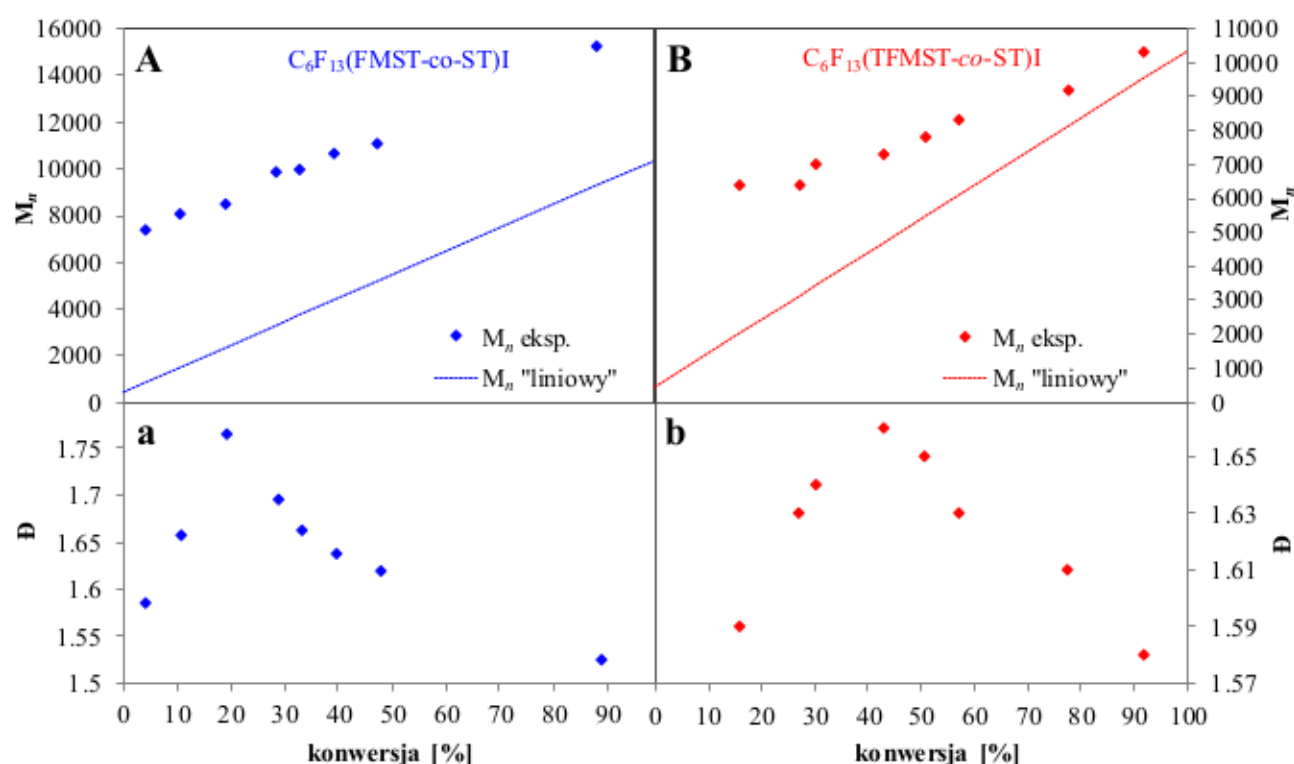 A
C₆F₁₃(FMST-co-ST)I
16000
14000
12000
10000
8000
6000
4000
2000
0
Mₙ
Mₙ eksp.
Mₙ "liniowy"
B
C₆F₁₃(TFMST-co-ST)I
11000
10000
9000
8000
7000
6000
5000
4000
3000
2000
1000
0
Mₙ
Mₙ eksp.
Mₙ "liniowy"
a
1.75
1.7
1.65
1.6
1.55
1.5
Đ
0 10 20 30 40 50 60 70 80 90
konwersja [%]
b
1.65
1.63
1.61
1.59
1.57
Đ
0 10 20 30 40 50 60 70 80 90 100
konwersja [%]